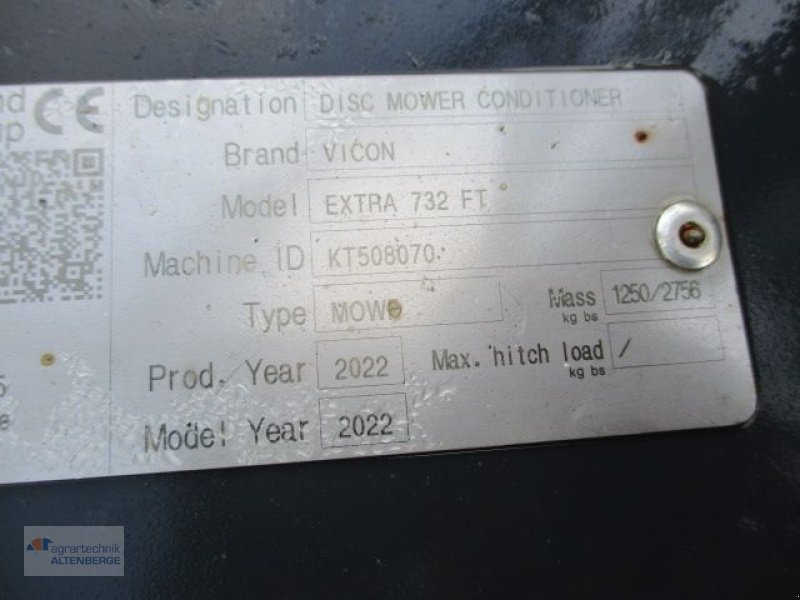 CE
Designation DISC MOWER CONDITIONER
Brand VICON
Model EXTRA 732 FT
Machine ID KT508070
Type Mass 1250/2756
kg lbs
Prod. Year 2022 Max. hitch load /
kg lbs
Model Year 2022
agrartechnik
ALTENBERGE